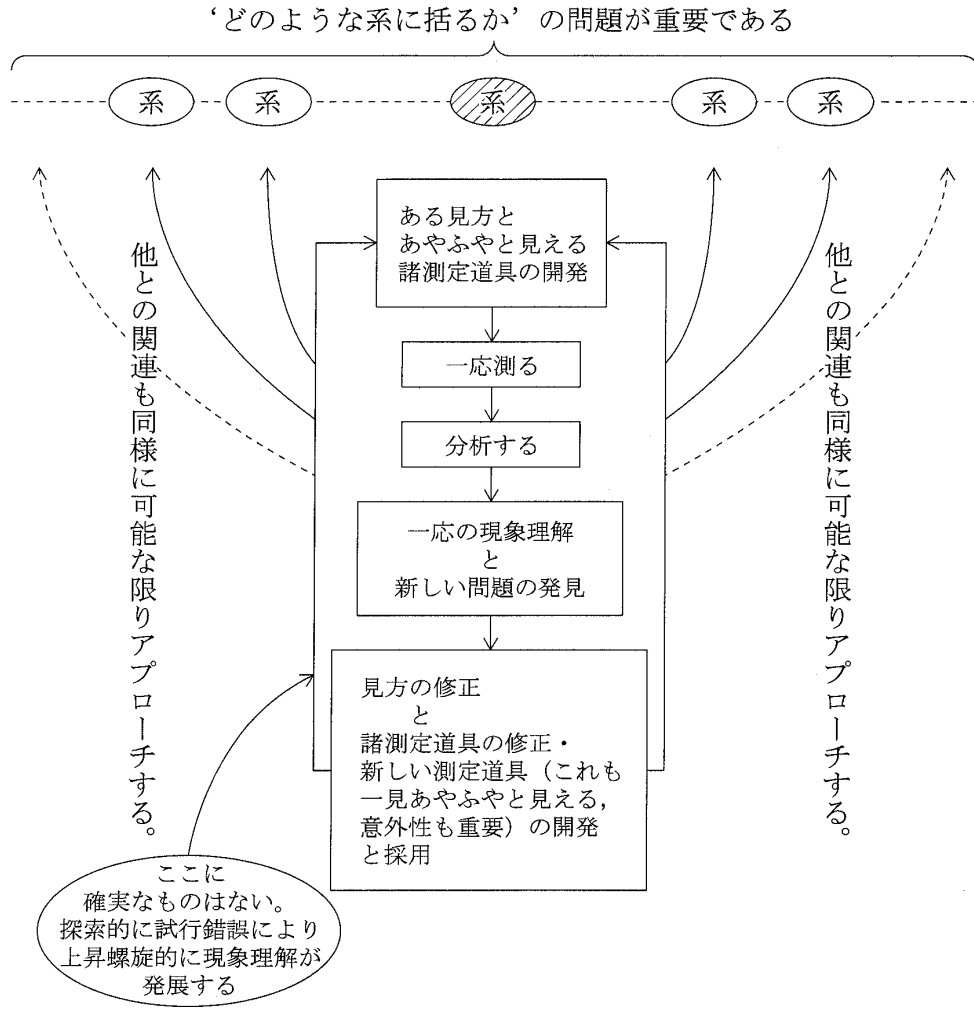 ‘どのような系に括るか’ の問題が重要である
系
系
系
系
系
ある見方と
あやふやと見える
諸測定道具の開発
一応測る
分析する
一応の現象理解
と
新しい問題の発見
見方の修正
と
諸測定道具の修正・
新しい測定道具（これも
一見あやふやと見える，
意外性も重要）の開発
と採用
他との関連も同様に可能な限りアプローチする。
他との関連も同様に可能な限りアプローチする。
ここに
確実なものはない。
探索的に試行錯誤により
上昇螺旋的に現象理解が
発展する